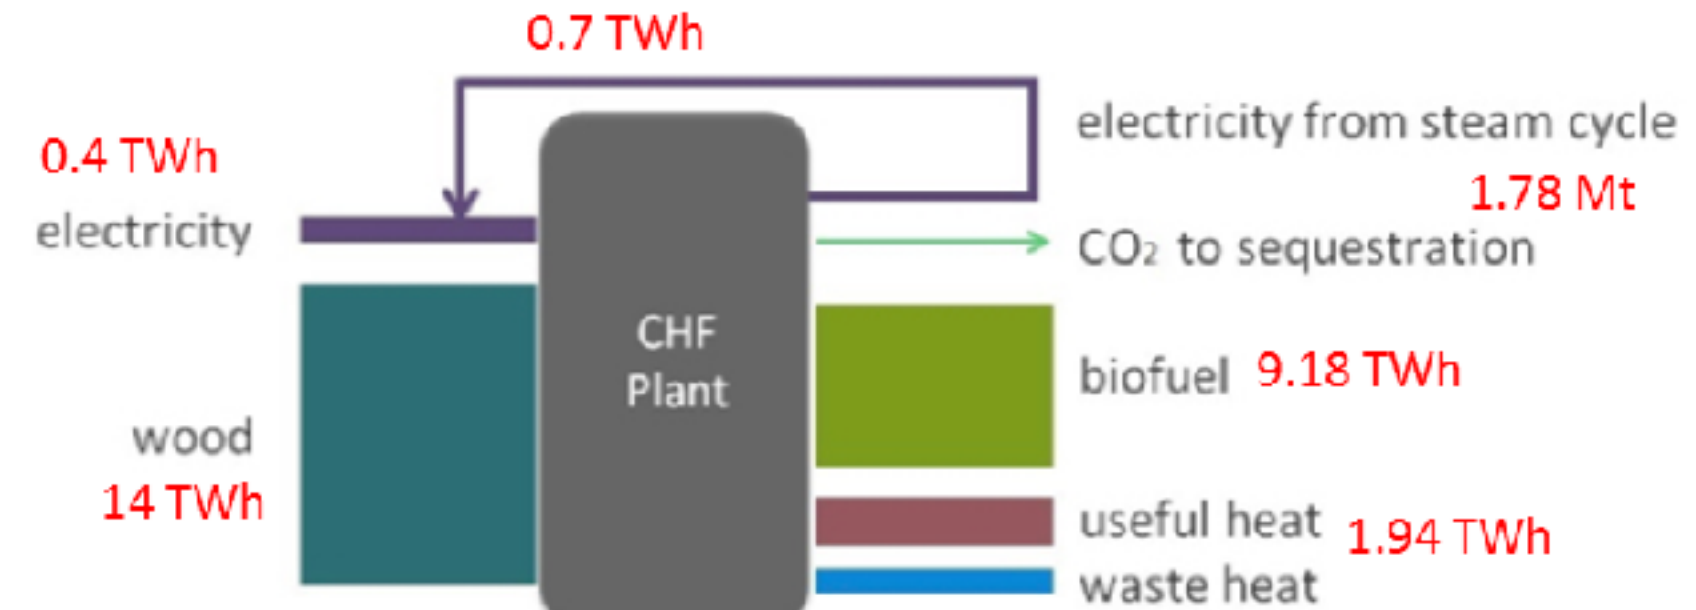 0.7 TWh
electricity from steam cycle
0.4 TWh
1.78 Mt
electricity
CO₂ to sequestration
CHF
Plant
biofuel 9.18 TWh
wood
14 TWh
useful heat 1.94 TWh
waste heat